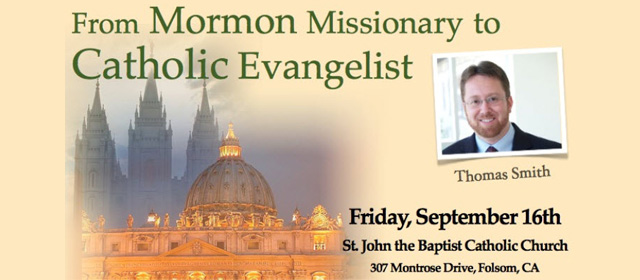 From Mormon Missionary to
Catholic Evangelist
Thomas Smith
Friday, September 16th
St. John the Baptist Catholic Church
307 Montrose Drive, Folsom, CA